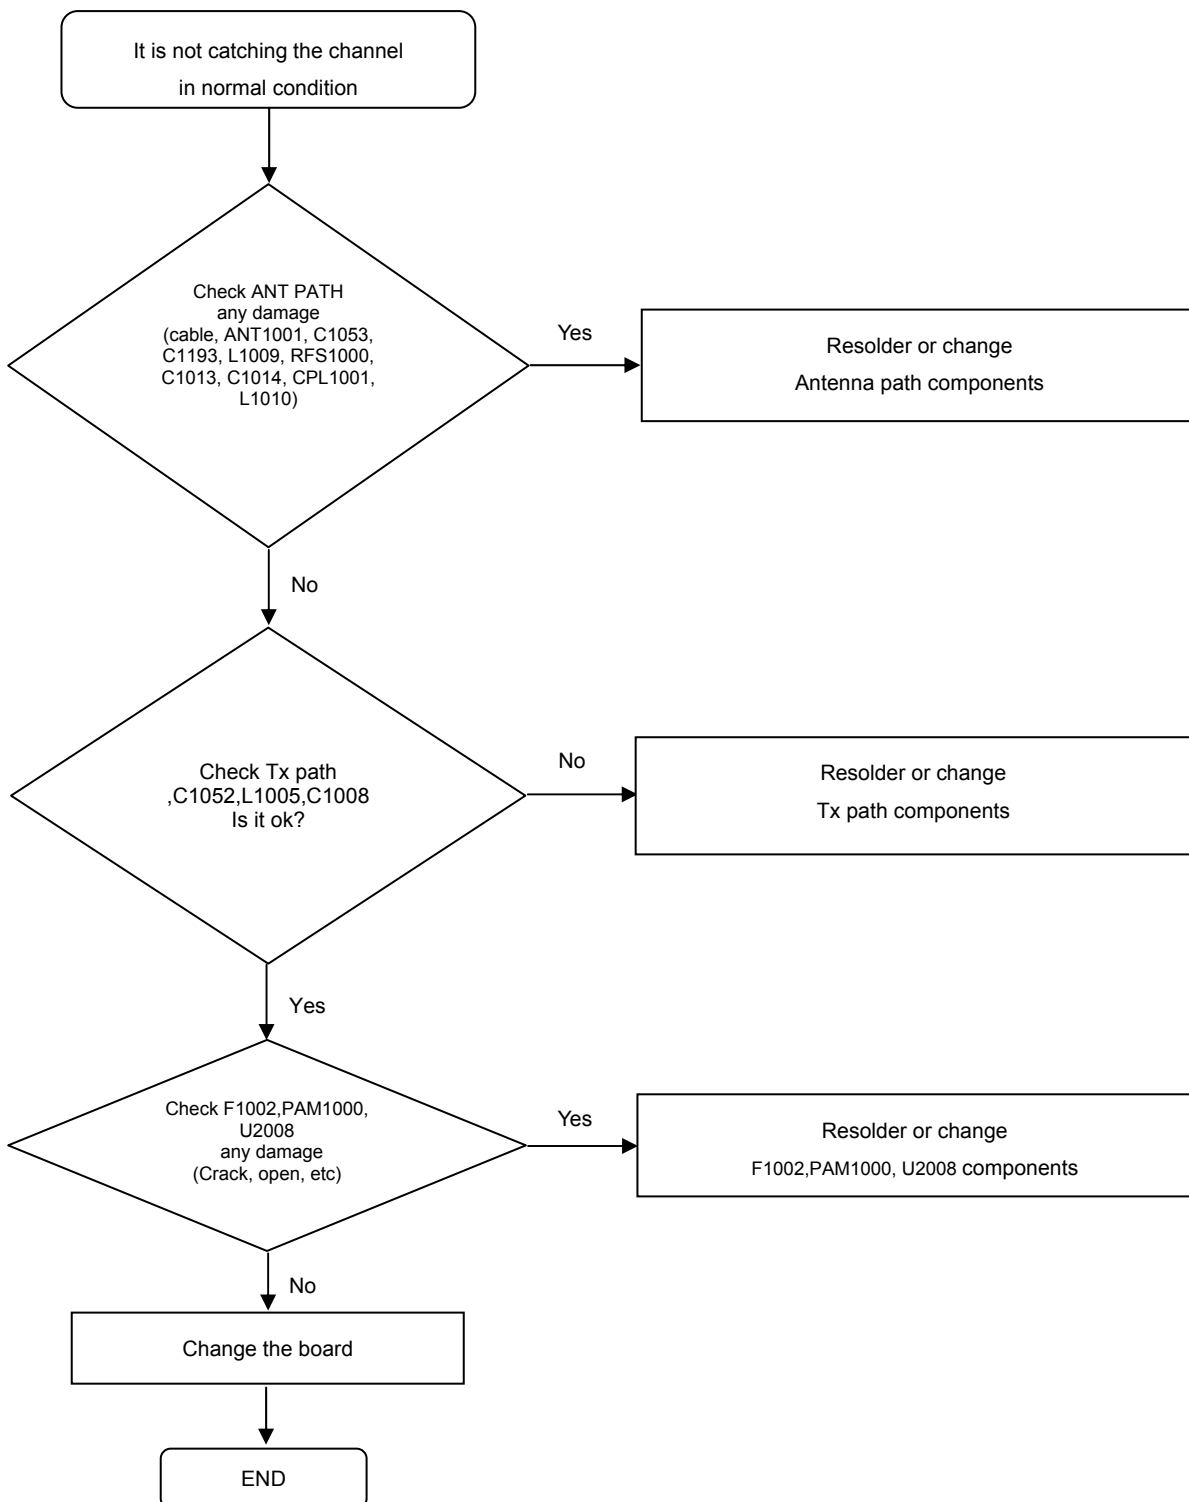 It is not catching the channel
in normal condition
Check ANT PATH
any damage
(cable, ANT1001, C1053,
C1193, L1009, RFS1000,
C1013, C1014, CPL1001,
L1010)
Yes
Resolder or change
Antenna path components
No
Check Tx path
,C1052,L1005,C1008
Is it ok?
No
Resolder or change
Tx path components
Yes
Check F1002,PAM1000,
U2008
any damage
(Crack, open, etc)
Yes
Resolder or change
F1002,PAM1000, U2008 components
No
Change the board
END